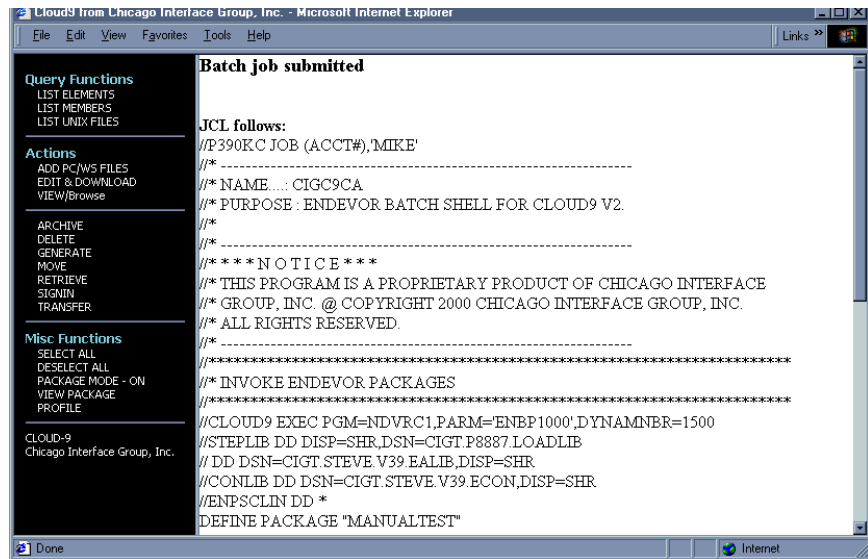 Cloud9 from Chicago Interface Group, Inc. - Microsoft Internet Explorer
File Edit View Favorites Tools Help Links »
Query Functions
LIST ELEMENTS
LIST MEMBERS
LIST UNIX FILES
Actions
ADD PC/WS FILES
EDIT & DOWNLOAD
VIEW/Browse
ARCHIVE
DELETE
GENERATE
MOVE
RETRIEVE
SIGNIN
TRANSFER
Misc Functions
SELECT ALL
DESELECT ALL
PACKAGE MODE - ON
VIEW PACKAGE
PROFILE
CLOUD-9
Chicago Interface Group, Inc.
Batch job submitted
JCL follows:
//P390KC JOB (ACCT#),'MIKE'
//* --------------------------------------------------------------------
//* NAME....: CIGC9CA
//* PURPOSE : ENDEVOR BATCH SHELL FOR CLOUD9 V2.
//*
//* --------------------------------------------------------------------
//* * * * N O T I C E * * *
//* THIS PROGRAM IS A PROPRIETARY PRODUCT OF CHICAGO INTERFACE
//* GROUP, INC. @ COPYRIGHT 2000 CHICAGO INTERFACE GROUP, INC.
//* ALL RIGHTS RESERVED.
//* --------------------------------------------------------------------
//*********************************************************************
//* INVOKE ENDEVOR PACKAGES
//*********************************************************************
//CLOUD9 EXEC PGM=NDVRC1,PARM='ENBP1000',DYNAMNBR=1500
//STEPLIB DD DISP=SHR,DSN=CIGT.P8887.LOADLIB
// DD DSN=CIGT.STEVE.V39.EALIB,DISP=SHR
//CONLIB DD DSN=CIGT.STEVE.V39.ECON,DISP=SHR
//ENPSCLIN DD *
DEFINE PACKAGE "MANUALTEST"
Done Internet